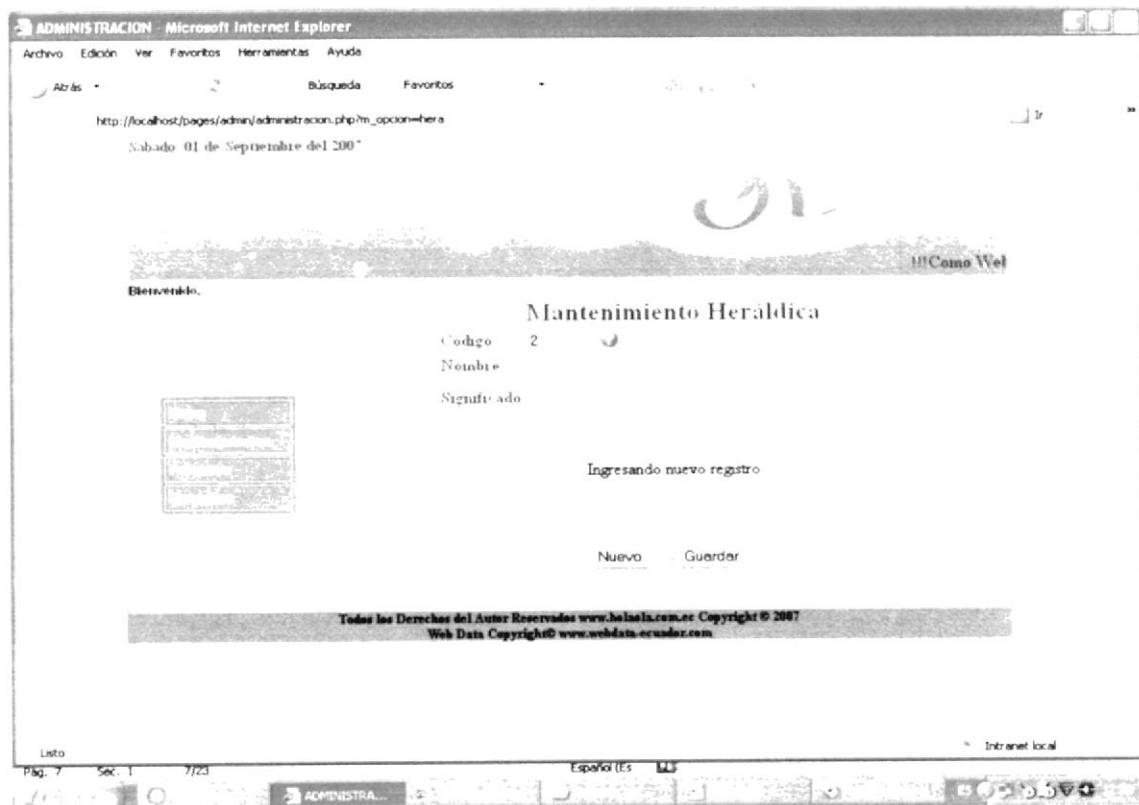 ADMINISTRACION - Microsoft Internet Explorer
Archivo Edición Ver Favoritos Herramientas Ayuda
Atrás Búsqueda Favoritos
http://localhost/pages/admin/administracion.php?m_opcion=hera Ir
Sabado 01 de Septiembre del 200
!!!Como Wel
Bienvenido.
Mantenimiento Heráldica
Codigo 2
Nombre
Significado
Ingresando nuevo registro
Nuevo Guardar
Todos los Derechos del Autor Reservados www.holaola.com.ec Copyright © 2007
Web Data Copyright© www.webdata-ecuador.com
Listo Intranet local
Pág. 7 Sec. 1 7/23 Español (Es
ADMINISTRA...